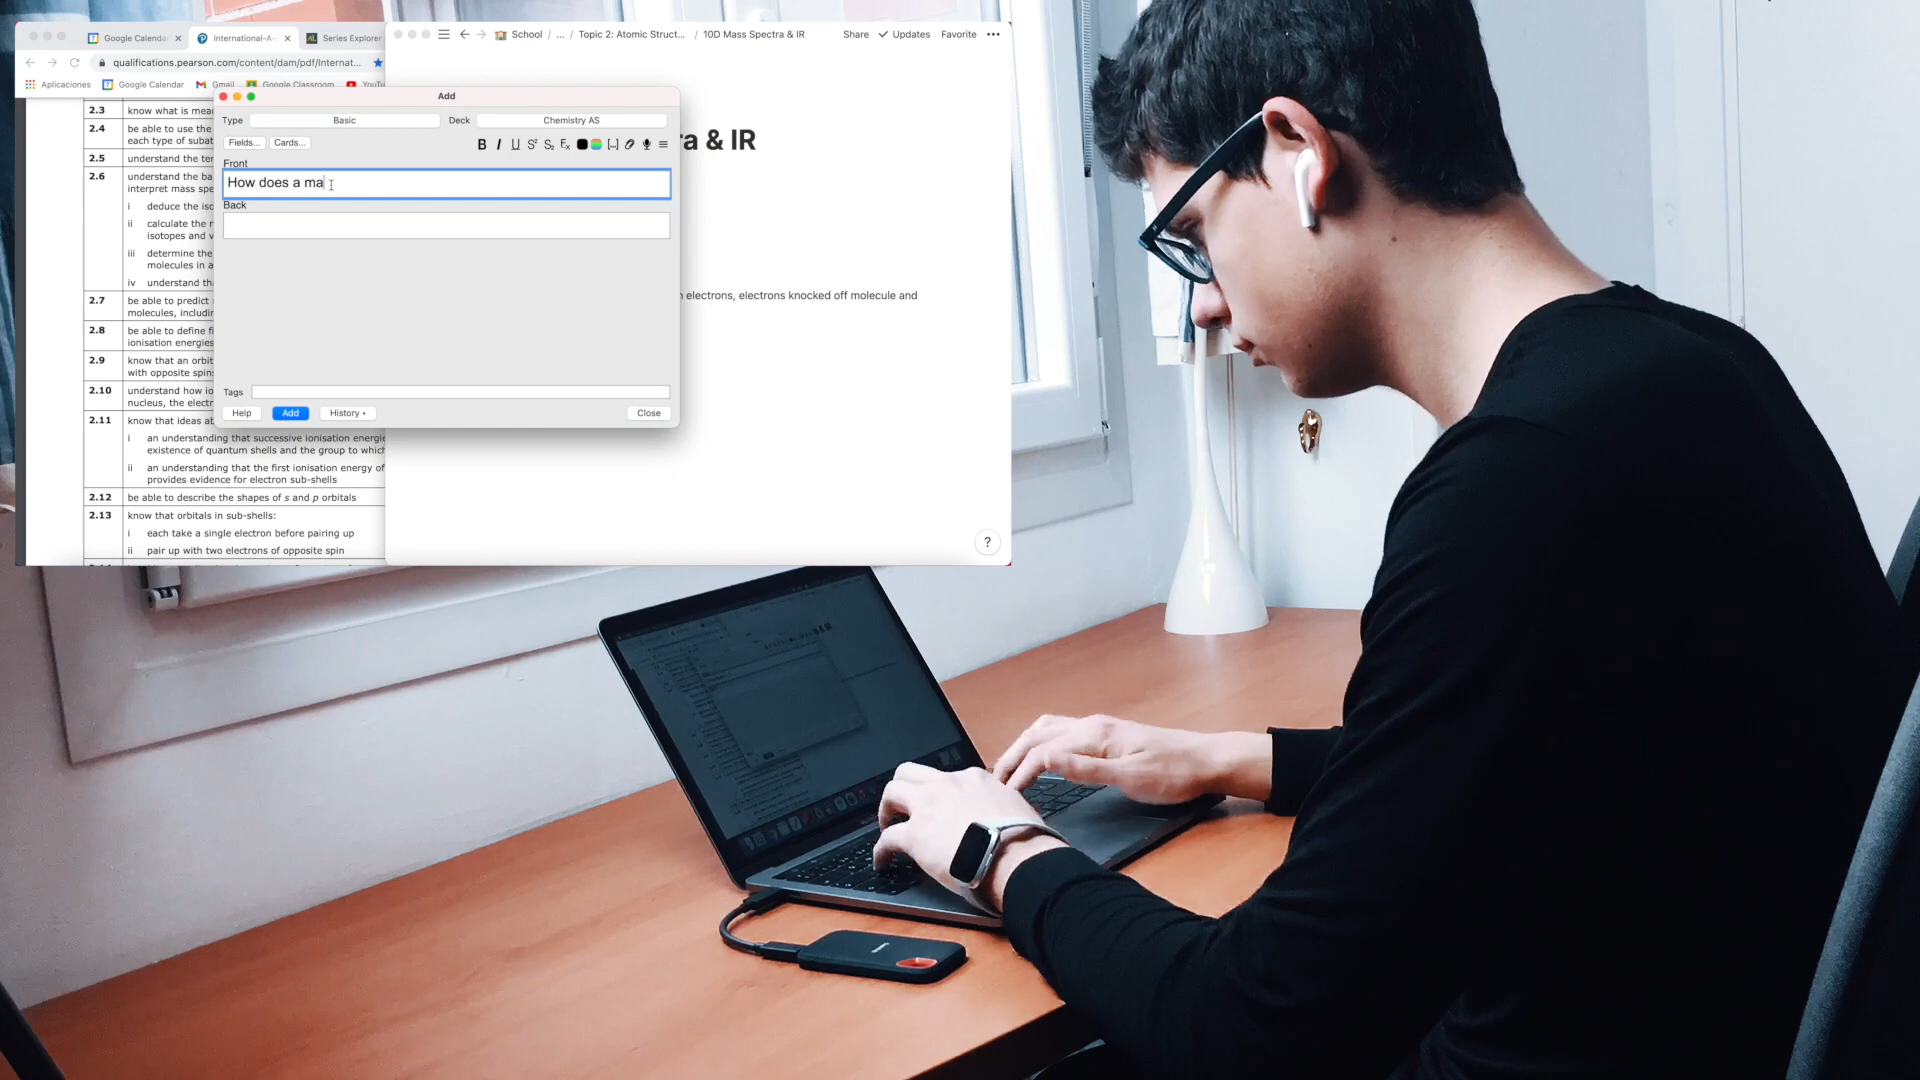 Google Calenda
International-A-
Series Explorer
qualifications.pearson.com/content/dam/pdf/Internat...
Aplicaciones
Google Calendar
Gmail
Google Classroom
YouTu
School / ... / Topic 2: Atomic Struct... / 10D Mass Spectra & IR
Share
Updates
Favorite
ra & IR
electrons, electrons knocked off molecule and
?
Add
Type
Basic
Deck
Chemistry AS
Fields...
Cards...
Front
How does a ma
Back
Tags
Help
Add
History
Close
2.3 know what is mea
2.4 be able to use the
each type of subat
2.5 understand the ter
2.6 understand the ba
interpret mass spe
i deduce the iso
ii calculate the r
isotopes and v
iii determine the
molecules in a
iv understand th
2.7 be able to predict
molecules, includin
2.8 be able to define fi
ionisation energies
2.9 know that an orbit
with opposite spins
2.10 understand how io
nucleus, the electr
2.11 know that ideas at
i an understanding that successive ionisation energie
existence of quantum shells and the group to which
ii an understanding that the first ionisation energy of
provides evidence for electron sub-shells
2.12 be able to describe the shapes of s and p orbitals
2.13 know that orbitals in sub-shells:
i each take a single electron before pairing up
ii pair up with two electrons of opposite spin